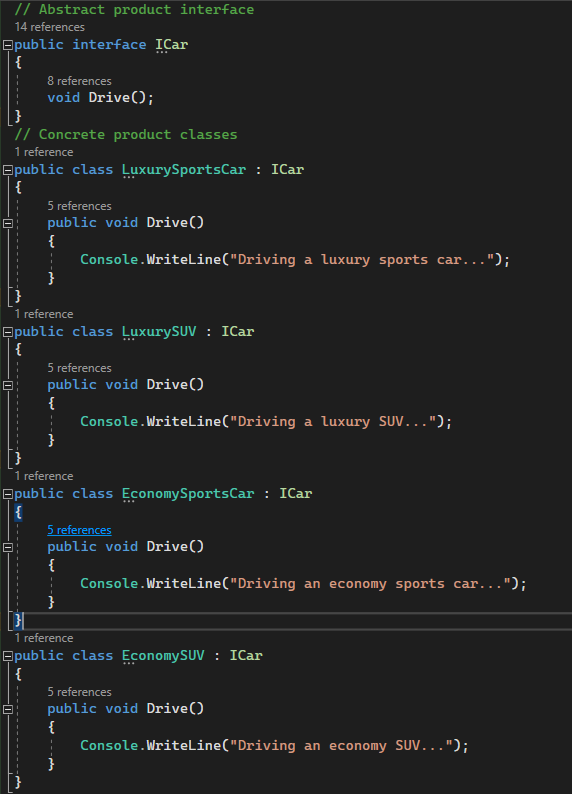 // Abstract product interface
14 references
public interface ICar
{
8 references
void Drive();
}
// Concrete product classes
1 reference
public class LuxurySportsCar : ICar
{
5 references
public void Drive()
{
Console.WriteLine("Driving a luxury sports car...");
}
}
1 reference
public class LuxurySUV : ICar
{
5 references
public void Drive()
{
Console.WriteLine("Driving a luxury SUV...");
}
}
1 reference
public class EconomySportsCar : ICar
{
5 references
public void Drive()
{
Console.WriteLine("Driving an economy sports car...");
}
}
1 reference
public class EconomySUV : ICar
{
5 references
public void Drive()
{
Console.WriteLine("Driving an economy SUV...");
}
}